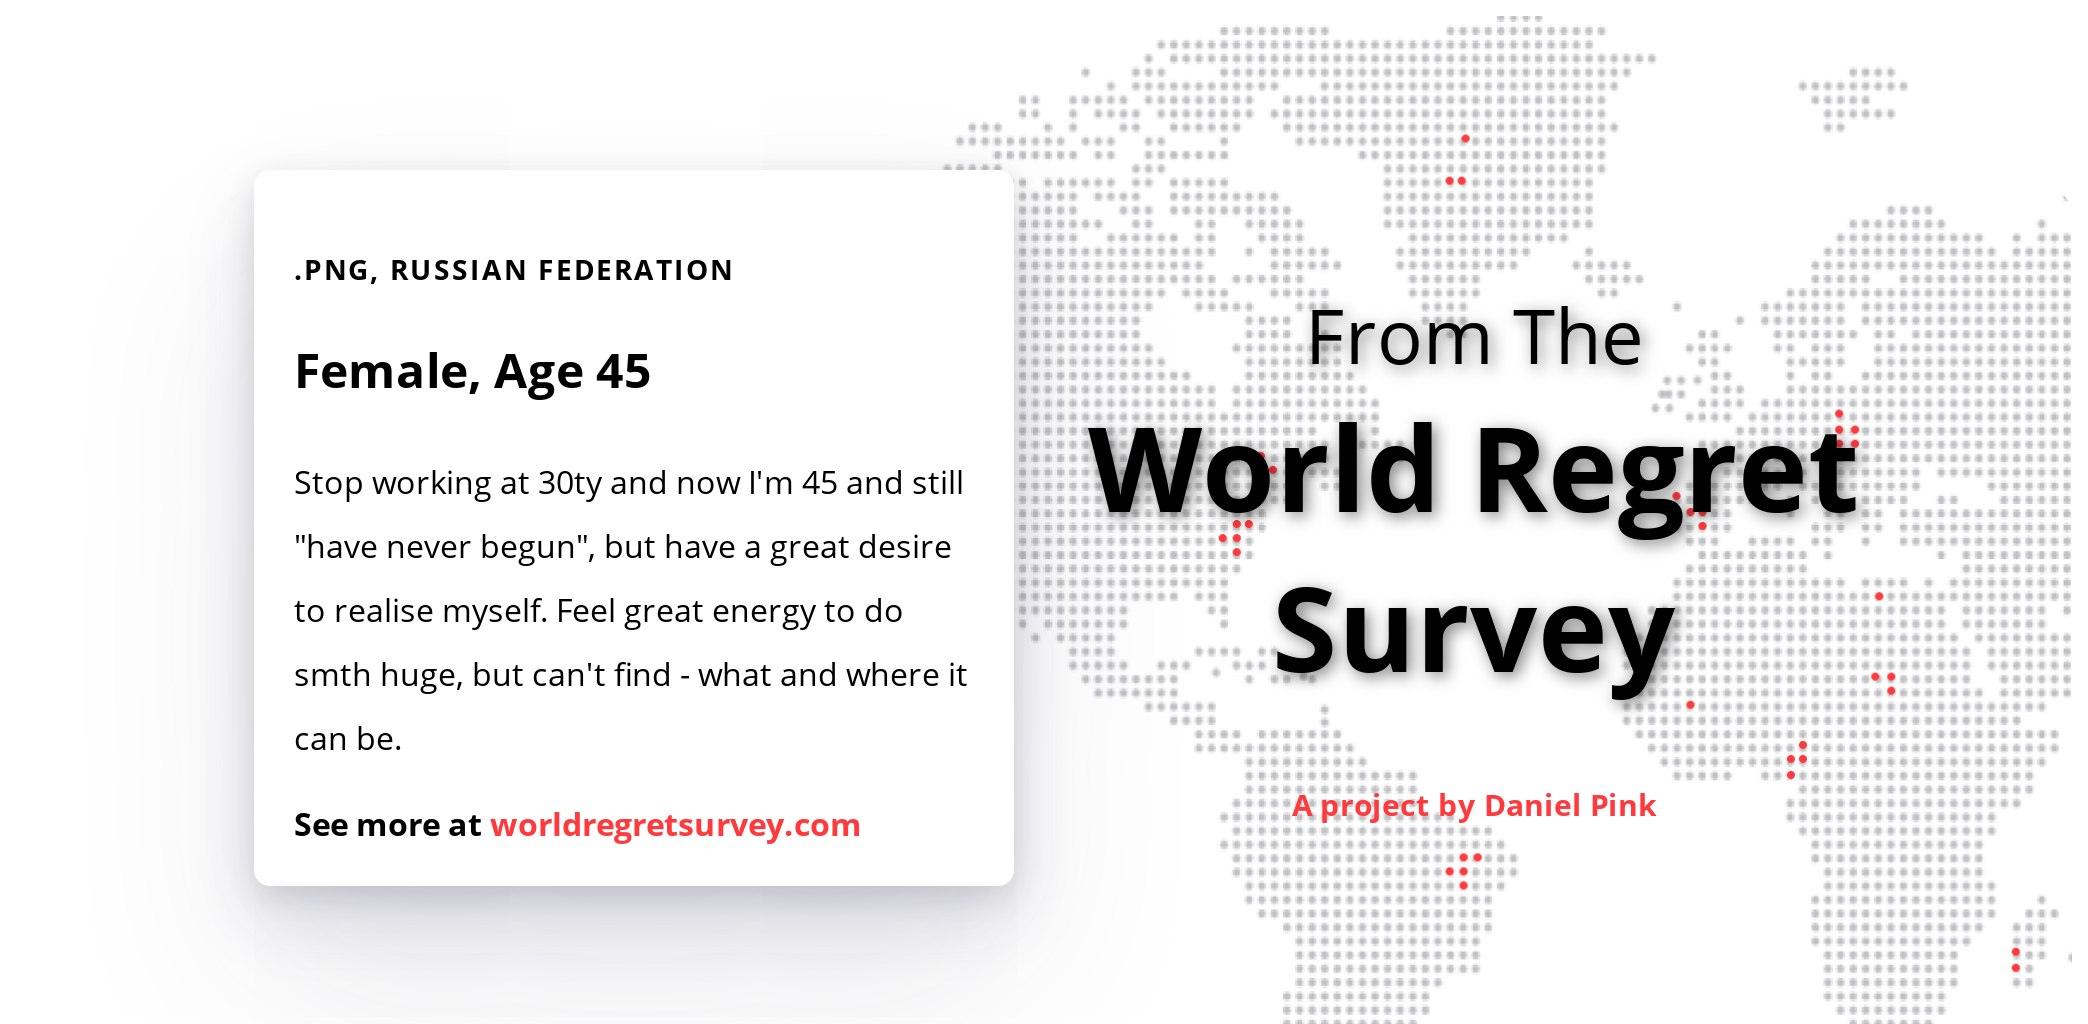 .PNG, RUSSIAN FEDERATION
Female, Age 45
Stop working at 30ty and now I'm 45 and still
"have never begun", but have a great desire
to realise myself. Feel great energy to do
smth huge, but can't find - what and where it
can be.
See more at worldregretsurvey.com
From The
World Regret
Survey
A project by Daniel Pink